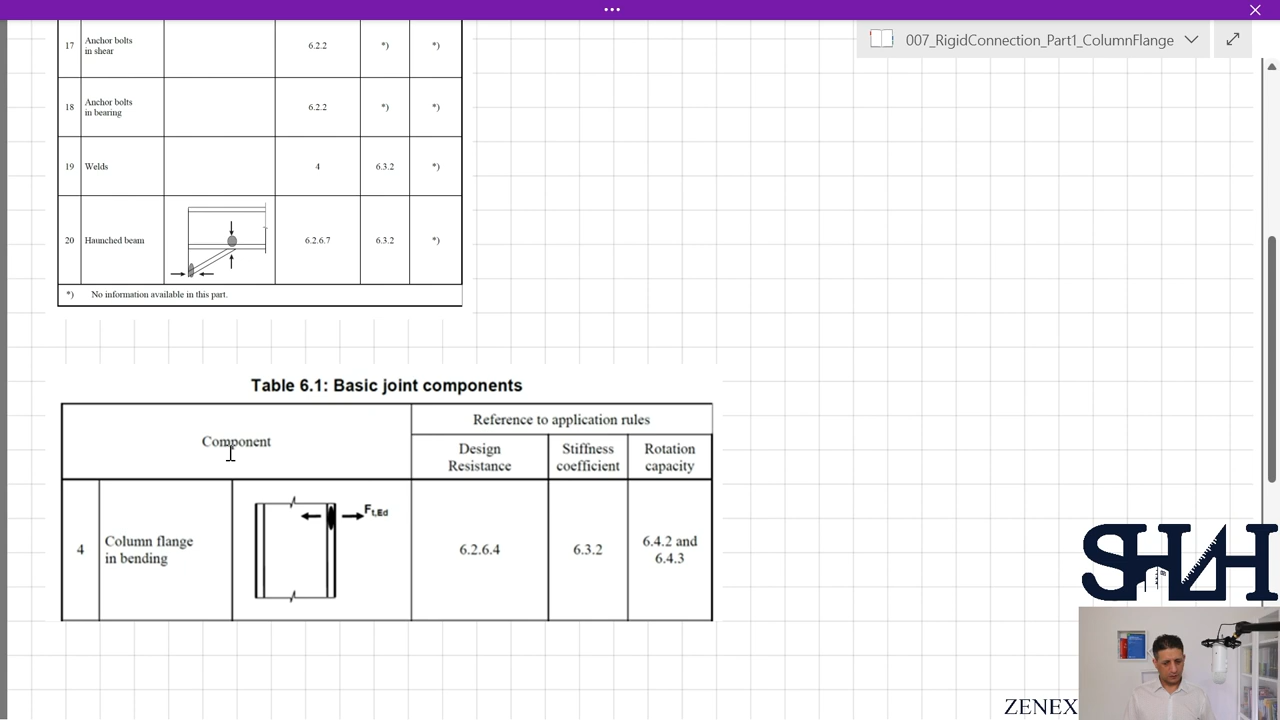 007_RigidConnection_Part1_ColumnFlange
17 Anchor bolts in shear 6.2.2 *) *)
18 Anchor bolts in bearing 6.2.2 *) *)
19 Welds 4 6.3.2 *)
20 Haunched beam 6.2.6.7 6.3.2 *)
*) No information available in this part.
Table 6.1: Basic joint components
Component Reference to application rules
Design Resistance Stiffness coefficient Rotation capacity
Ft,Ed
4 Column flange in bending 6.2.6.4 6.3.2 6.4.2 and 6.4.3
SHZH
ZENEX